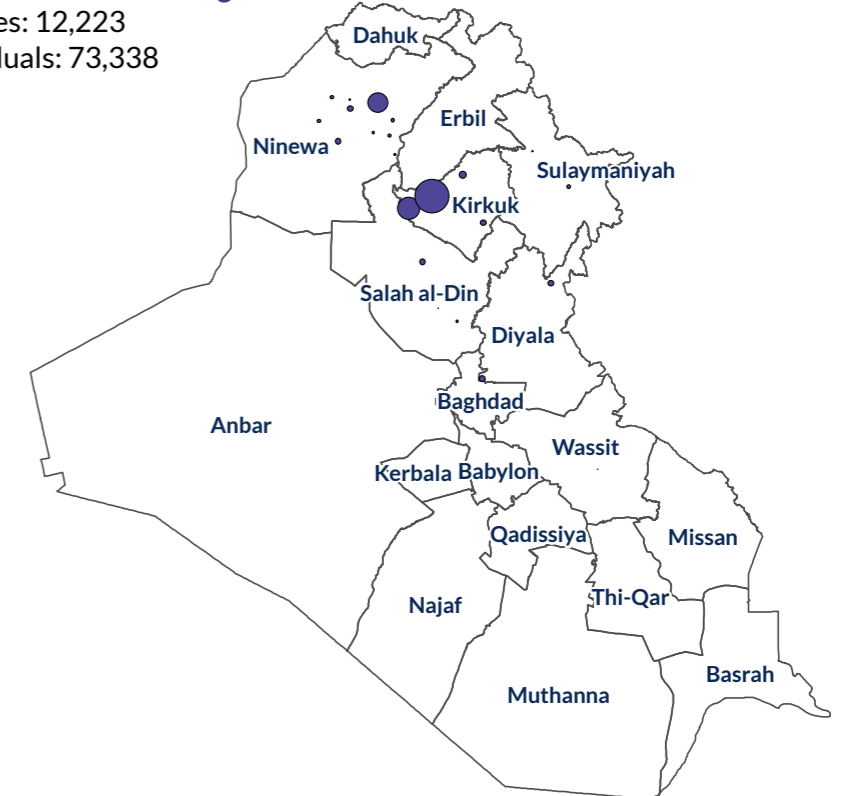 es: 12,223
duals: 73,338
Dahuk
Erbil
Ninewa
Sulaymaniyah
Kirkuk
Salah al-Din
Diyala
Baghdad
Anbar
Wassit
Kerbala
Babylon
Qadissiya
Missan
Thi-Qar
Najaf
Basrah
Muthanna